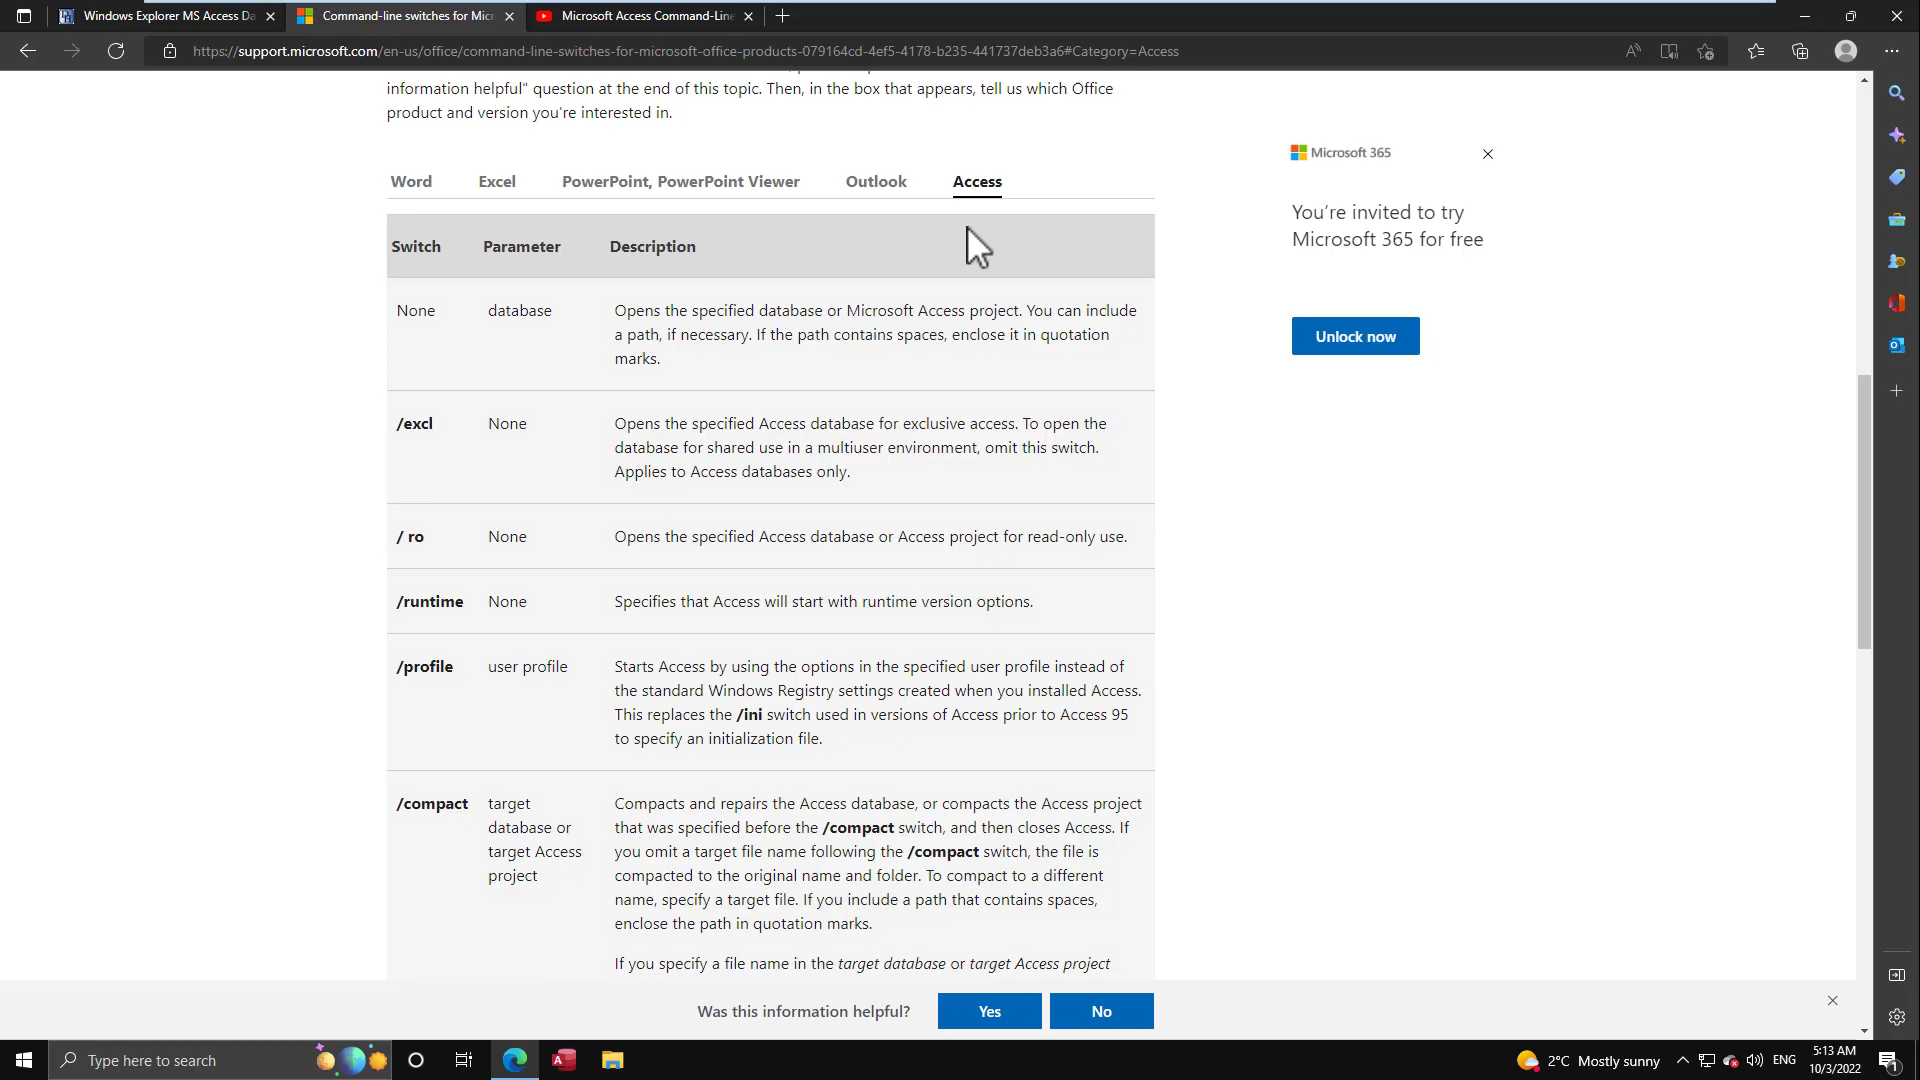 Windows Explorer MS Access Da
Command-line switches for Micr
Microsoft Access Command-Line
https://support.microsoft.com/en-us/office/command-line-switches-for-microsoft-office-products-079164cd-4ef5-4178-b235-441737deb3a6#Category=Access
information helpful" question at the end of this topic. Then, in the box that appears, tell us which Office
product and version you're interested in.
Word Excel PowerPoint, PowerPoint Viewer Outlook Access
Switch Parameter Description
None database Opens the specified database or Microsoft Access project. You can include
a path, if necessary. If the path contains spaces, enclose it in quotation
marks.
/excl None Opens the specified Access database for exclusive access. To open the
database for shared use in a multiuser environment, omit this switch.
Applies to Access databases only.
/ ro None Opens the specified Access database or Access project for read-only use.
/runtime None Specifies that Access will start with runtime version options.
/profile user profile Starts Access by using the options in the specified user profile instead of
the standard Windows Registry settings created when you installed Access.
This replaces the /ini switch used in versions of Access prior to Access 95
to specify an initialization file.
/compact target Compacts and repairs the Access database, or compacts the Access project
database or that was specified before the /compact switch, and then closes Access. If
target Access you omit a target file name following the /compact switch, the file is
project compacted to the original name and folder. To compact to a different
name, specify a target file. If you include a path that contains spaces,
enclose the path in quotation marks.
If you specify a file name in the target database or target Access project
Microsoft 365
You're invited to try
Microsoft 365 for free
Unlock now
Was this information helpful? Yes No
Type here to search
2°C Mostly sunny
ENG
5:13 AM
10/3/2022
1